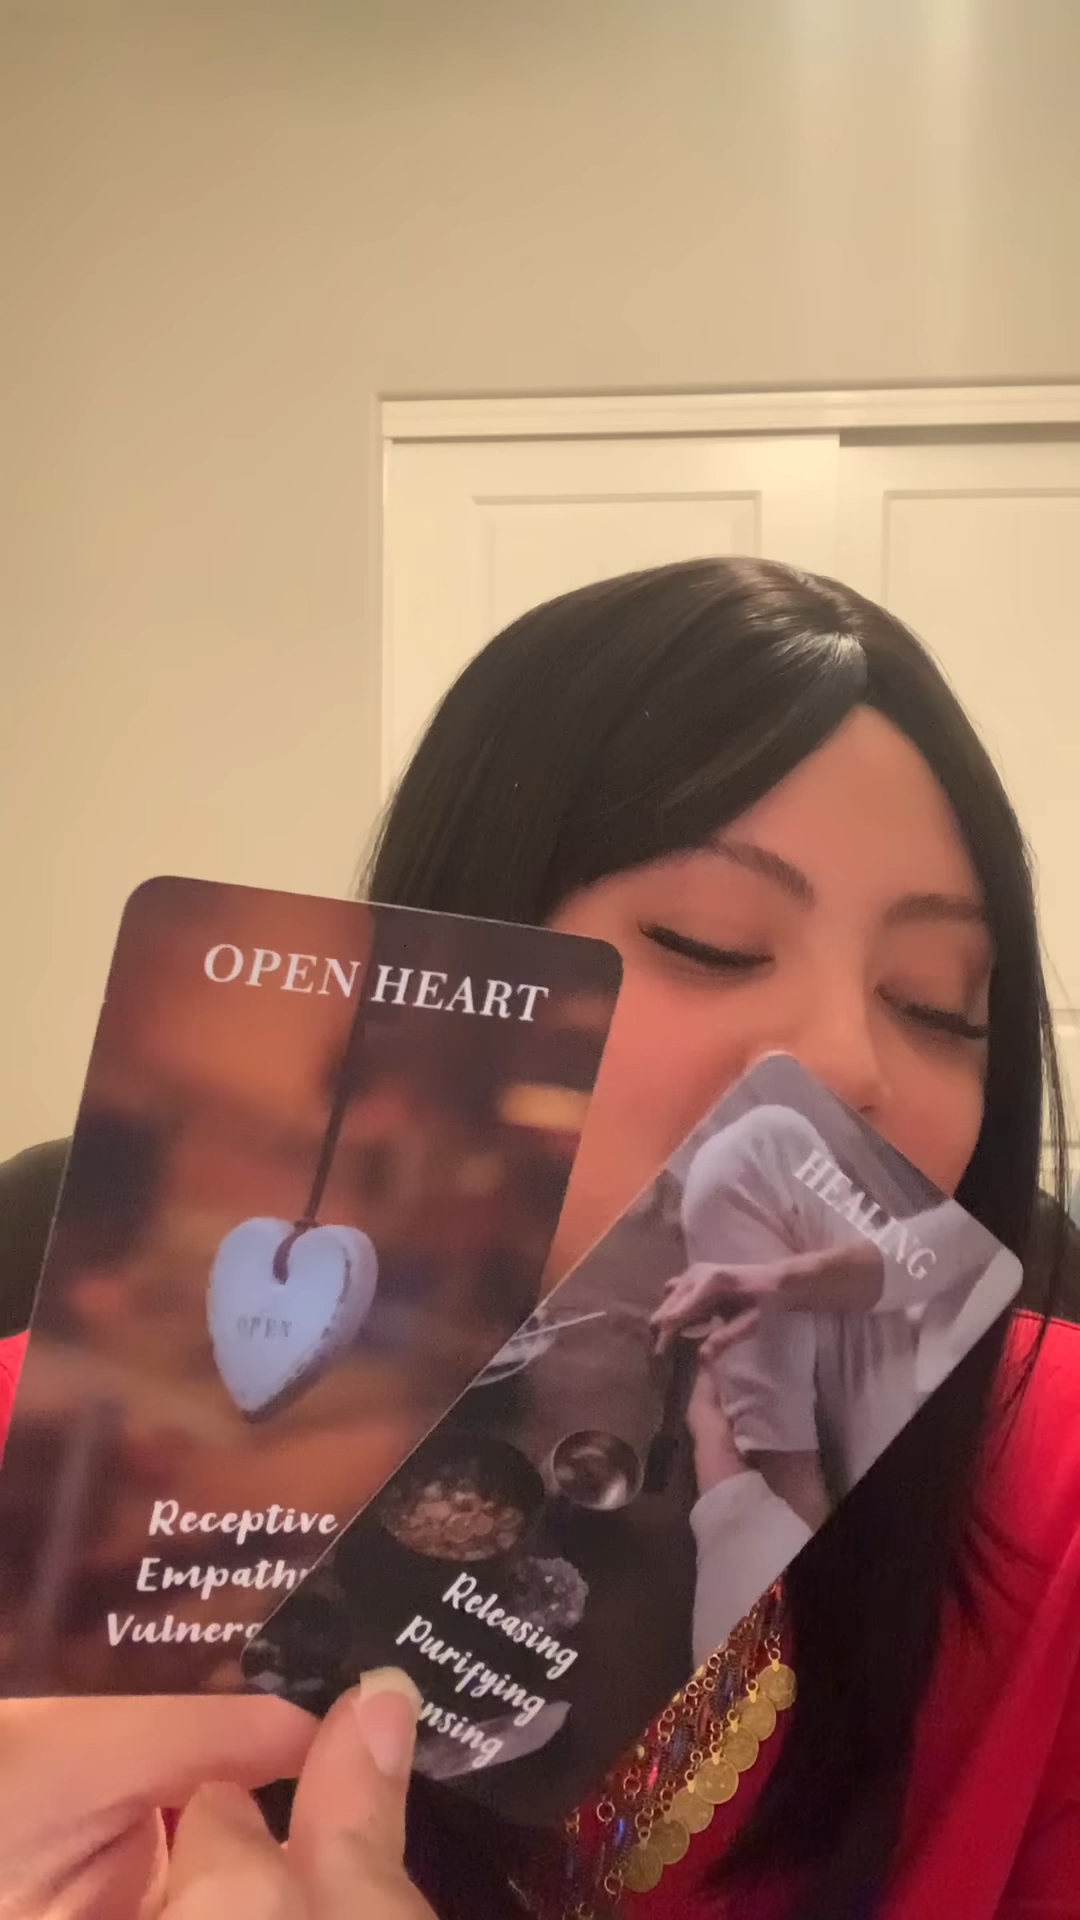 OPEN HEART
OPEN
Receptive
HEALING
Releasing
Purifying